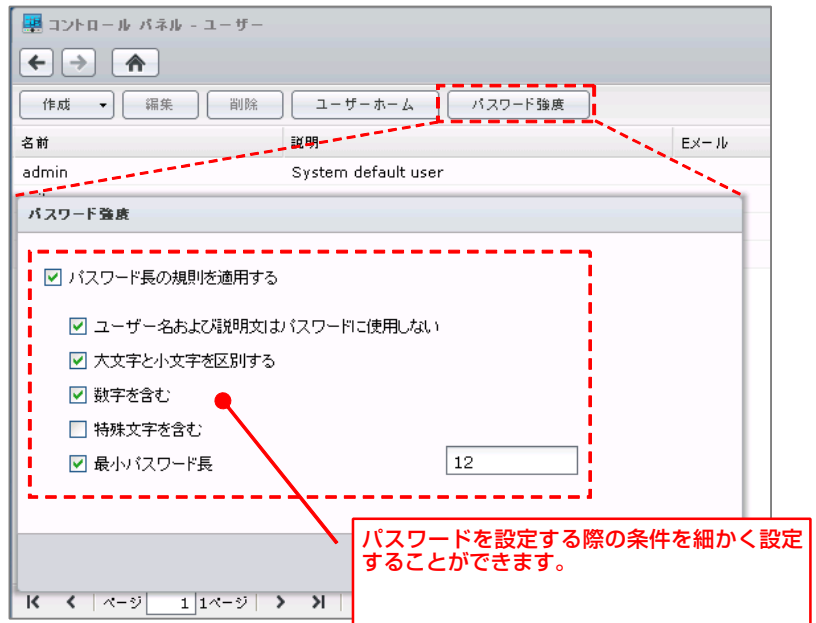 コントロール パネル - ユーザー
作成 編集 削除 ユーザーホーム パスワード強度
名前 説明 Eメール
admin System default user
パスワード強度
パスワード長の規則を適用する
ユーザー名および説明文はパスワードに使用しない
大文字と小文字を区別する
数字を含む
特殊文字を含む
最小パスワード長 12
パスワードを設定する際の条件を細かく設定
することができます。
ページ 1 1ページ